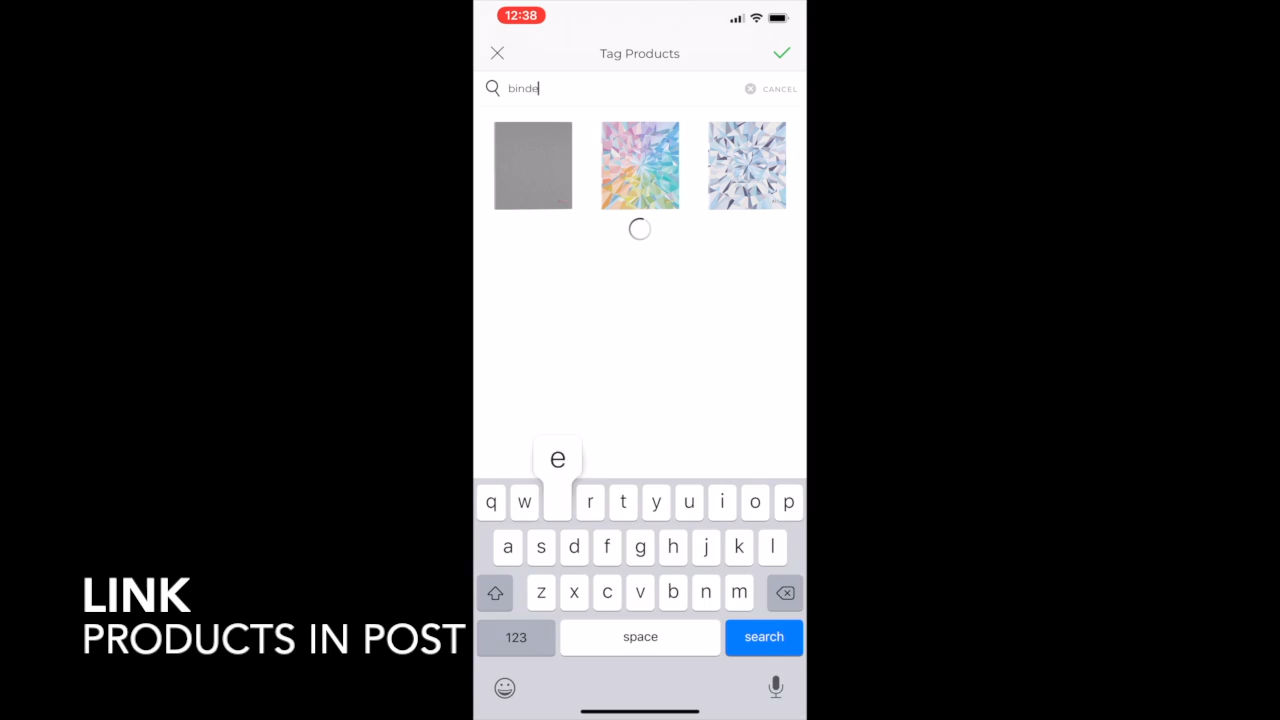 12:38
Tag Products
binde
CANCEL
e
q w r t y u i o p
a s d f g h j k l
z x c v b n m
123 space search
LINK
PRODUCTS IN POST